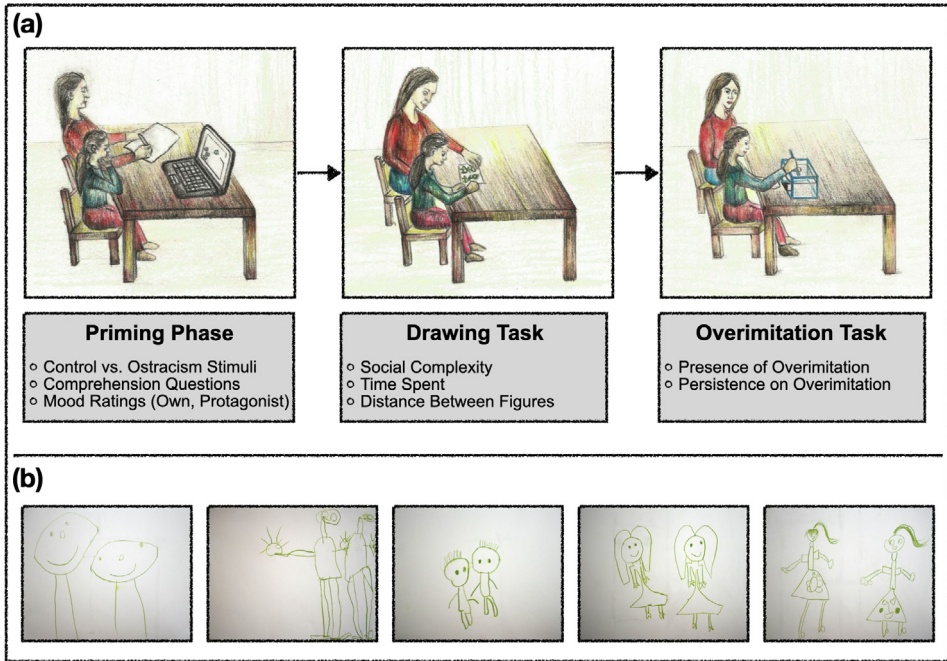 (a)
Priming Phase
○ Control vs. Ostracism Stimuli
○ Comprehension Questions
○ Mood Ratings (Own, Protagonist)
Drawing Task
○ Social Complexity
○ Time Spent
○ Distance Between Figures
Overimitation Task
○ Presence of Overimitation
○ Persistence on Overimitation
(b)